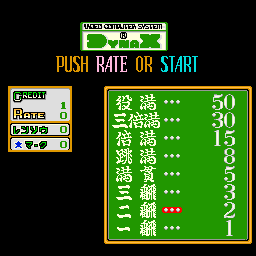 VIDEO COMPUTER SYSTEM
DYNAX
PUSH RATE OR START
CREDIT
1
RATE 0
レンソウ 0
★マーク 0
役満 ••• 50
三倍満 ••• 30
倍満 ••• 15
跳満 ••• 8
満貫 ••• 5
三翻 ••• 3
二翻 ••• 2
一翻 ••• 1